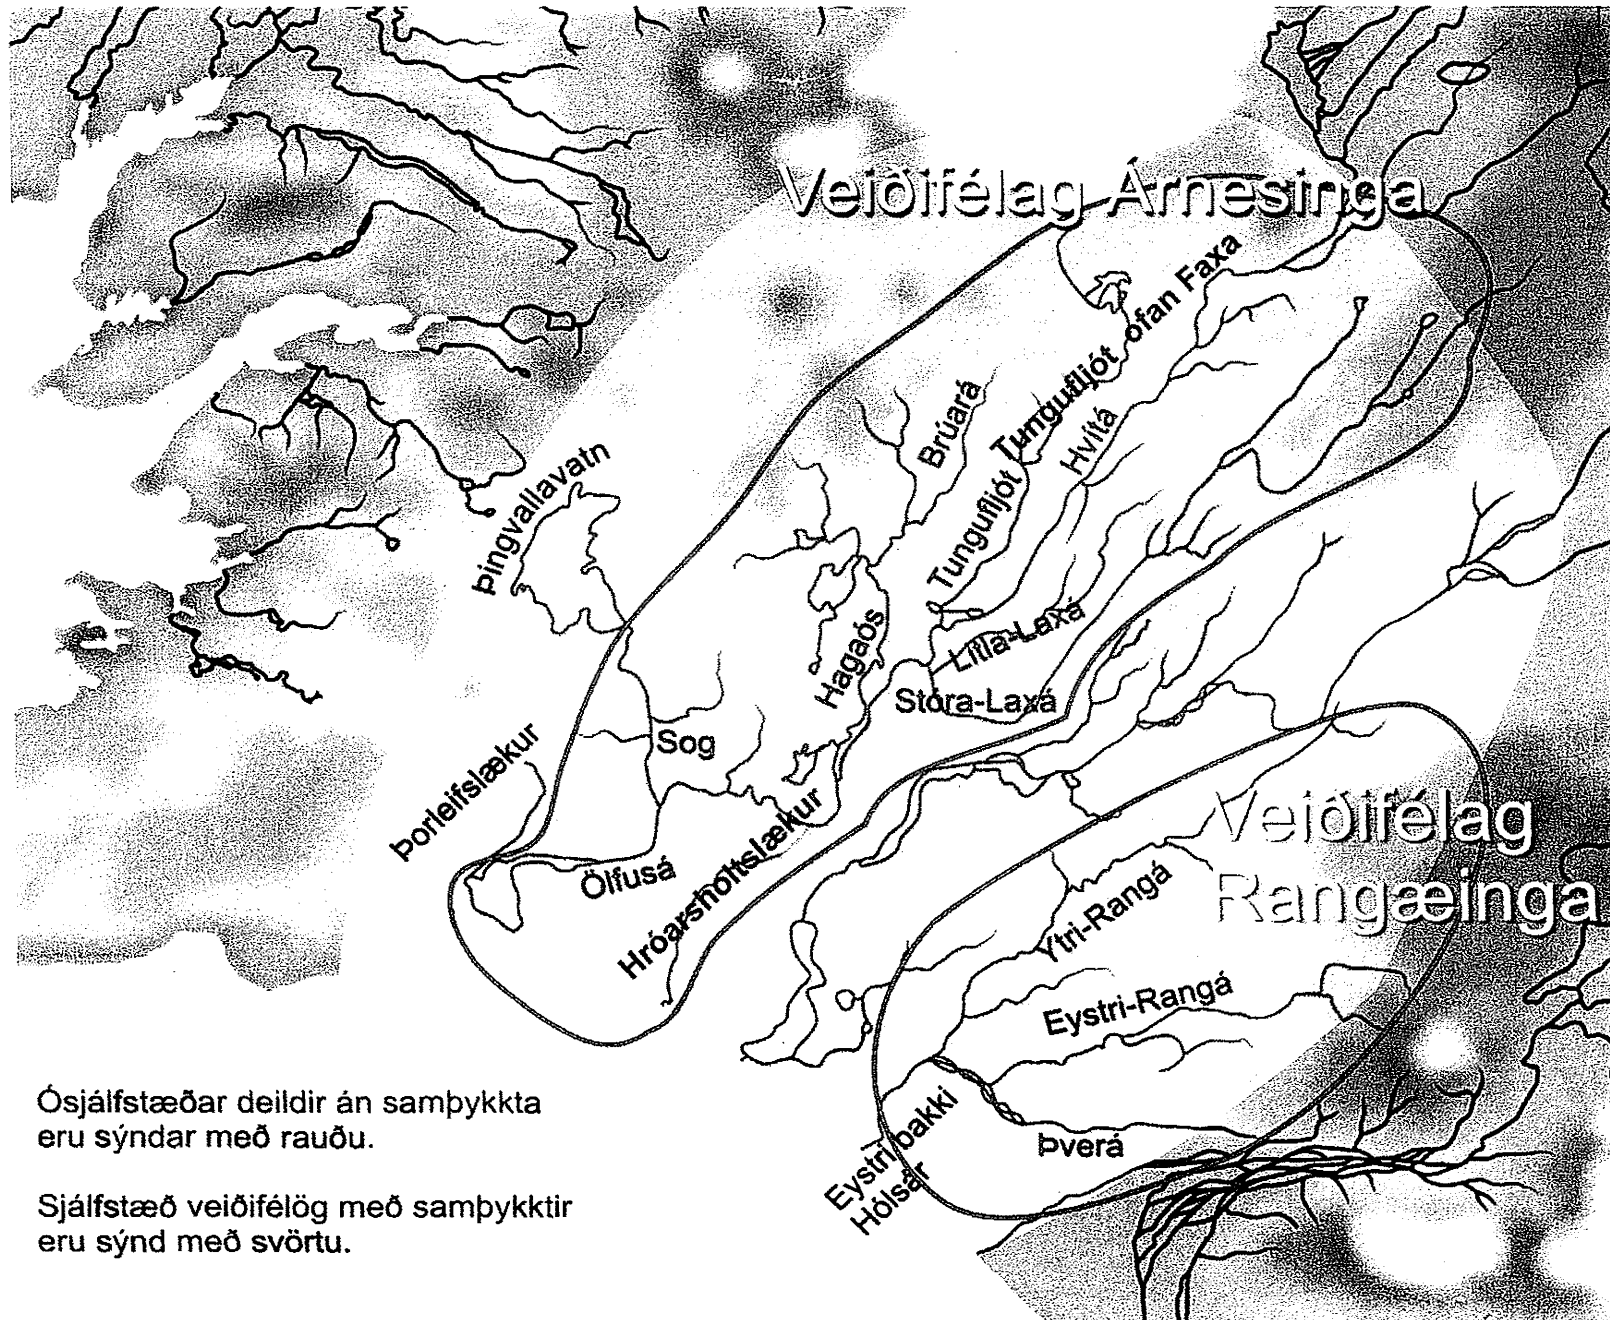 Veiðifélag Árnesinga
Tungufljót ofan Faxa
Brúará
Hvítá
Þingvallavatn
Tungufljót
Hagaós
Litla-Laxá
Stóra-Laxá
Sog
Þorleifslækur
Ölfusá
Hróarsholtslækur
Veiðifélag
Rangæinga
Ytri-Rangá
Eystri-Rangá
Þverá
Eystri bakki
Hólsár
Ósjálfstæðar deildir án samþykkta
eru sýndar með rauðu.
Sjálfstæð veiðifélög með samþykktir
eru sýnd með svörtu.